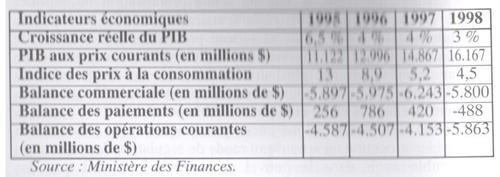 Indicateurs économiques 1995 1996 1997 1998
Croissance réelle du PIB 6,5 % 4 % 4 % 3 %
PIB aux prix courants (en millions $) 11.122 12.996 14.867 16.167
Indice des prix à la consommation 13 8,9 5,2 4,5
Balance commerciale (en millions de $) -5.897 -5,975 -6.243 -5.800
Balance des paiements (en millions de $) 256 786 420 -488
Balance des opérations courantes -4.587 -4.507 -4.153 -5.863
(en millions de $)
Source : Ministère des Finances.